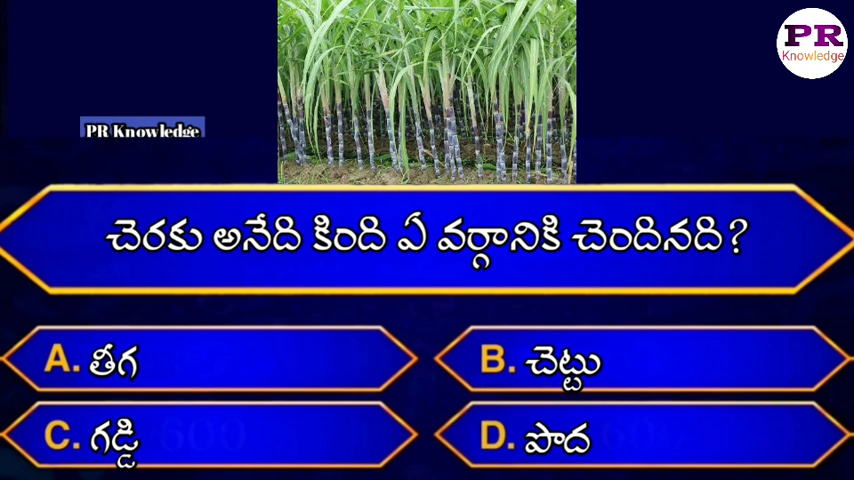 PR
Knowledge
PR Knowledge
చెరకు అనేది కింది ఏ వర్గానికి చెందినది?
A. తీగ
B. చెట్టు
C. గడ్డి
D. పొద